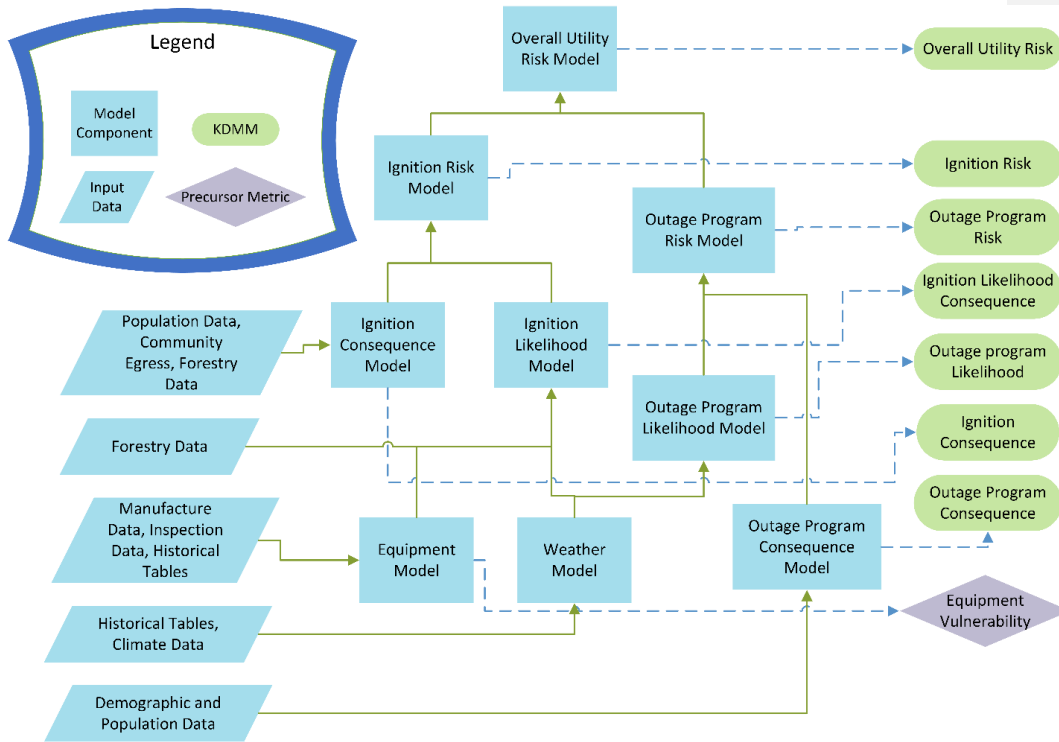 Legend
Model
Component
KDMM
Input
Data
Precursor Metric
Overall Utility
Risk Model
Overall Utility Risk
Ignition Risk
Model
Ignition Risk
Outage Program
Risk Model
Outage Program
Risk
Ignition Likelihood
Consequence
Population Data,
Community
Egress, Forestry
Data
Ignition
Consequence
Model
Ignition
Likelihood
Model
Outage program
Likelihood
Outage Program
Likelihood Model
Ignition
Consequence
Forestry Data
Outage Program
Consequence
Manufacture
Data, Inspection
Data, Historical
Tables
Equipment
Model
Weather
Model
Outage Program
Consequence
Model
Equipment
Vulnerability
Historical Tables,
Climate Data
Demographic and
Population Data